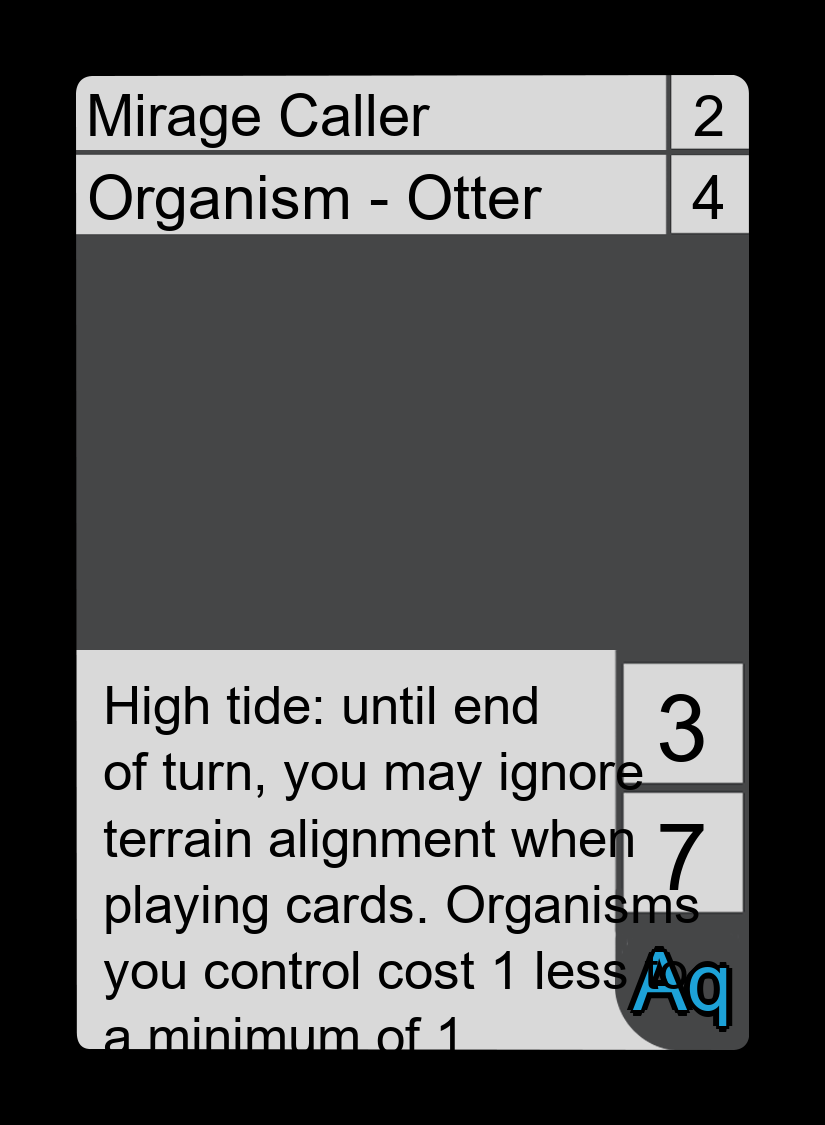 Mirage Caller 2
Organism - Otter 4
High tide: until end
of turn, you may ignore
terrain alignment when
playing cards. Organisms
you control cost 1 less to
a minimum of 1
3
7
Aq